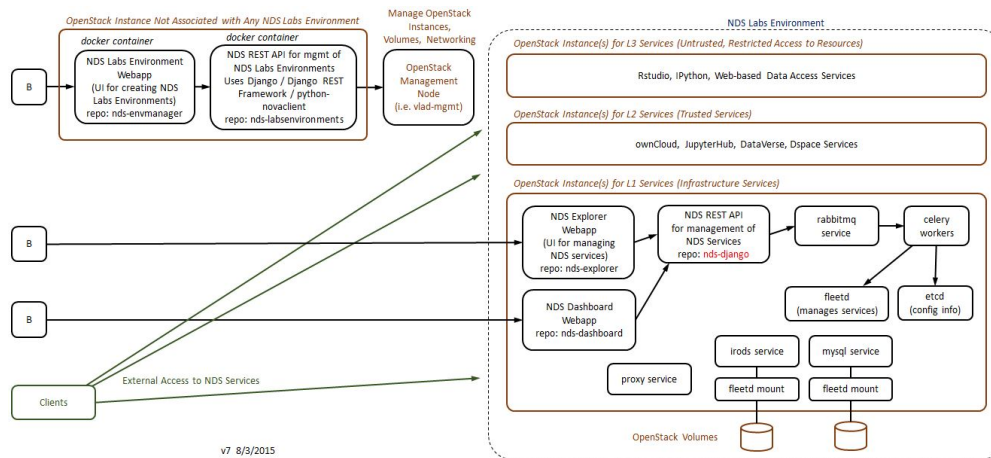 OpenStack Instance Not Associated with Any NDS Labs Environment
docker container
docker container
B
NDS Labs Environment
Webapp
(UI for creating NDS
Labs Environments)
repo: nds-envmanager
NDS REST API for mgmt of
NDS Labs Environments
Uses Django / Django REST
Framework / python-
novaclient
repo: nds-labsenvironments
Manage OpenStack
Instances,
Volumes, Networking
OpenStack
Management
Node
(i.e. vlad-mgmt)
NDS Labs Environment
OpenStack Instance(s) for L3 Services (Untrusted, Restricted Access to Resources)
Rstudio, IPython, Web-based Data Access Services
OpenStack Instance(s) for L2 Services (Trusted Services)
ownCloud, JupyterHub, DataVerse, Dspace Services
OpenStack Instance(s) for L1 Services (Infrastructure Services)
B
NDS Explorer
Webapp
(UI for managing
NDS services)
repo: nds-explorer
NDS REST API
for management of
NDS Services
repo: nds-django
rabbitmq
service
celery
workers
fleetd
(manages services)
etcd
(config info)
B
NDS Dashboard
Webapp
repo: nds-dashboard
irods service
mysql service
proxy service
fleetd mount
fleetd mount
External Access to NDS Services
Clients
OpenStack Volumes
v7 8/3/2015